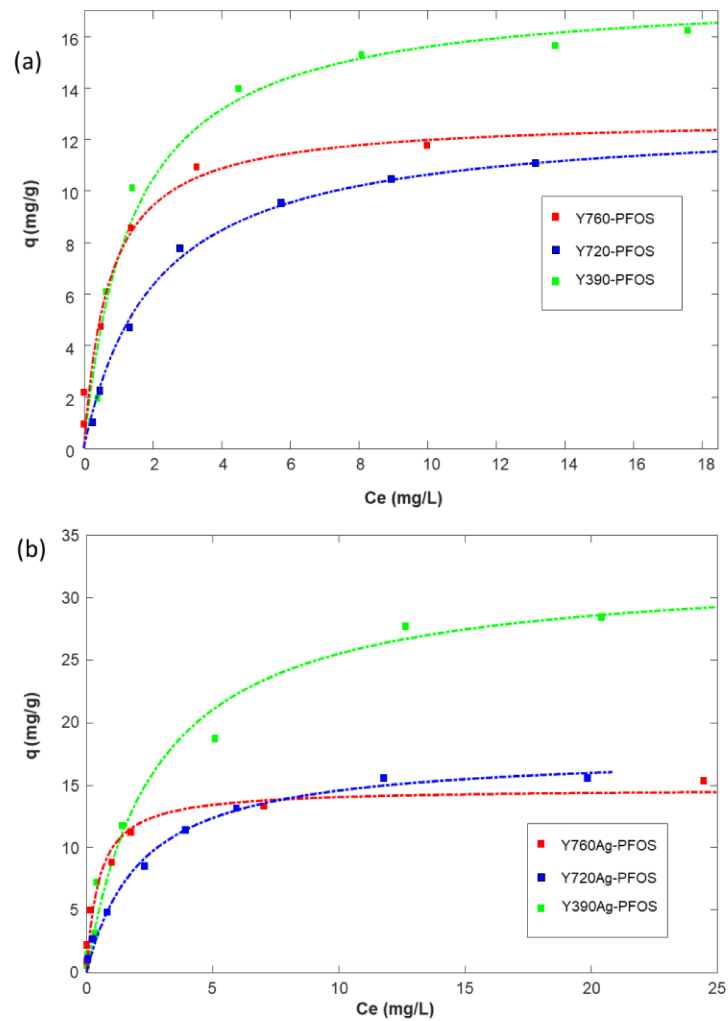 (a)
16
14
12
10
8
6
4
2
0
q (mg/g)
Y760-PFOS
Y720-PFOS
Y390-PFOS
0 2 4 6 8 10 12 14 16 18
Ce (mg/L)
(b)
35
30
25
20
15
10
5
0
q (mg/g)
Y760Ag-PFOS
Y720Ag-PFOS
Y390Ag-PFOS
0 5 10 15 20 25
Ce (mg/L)